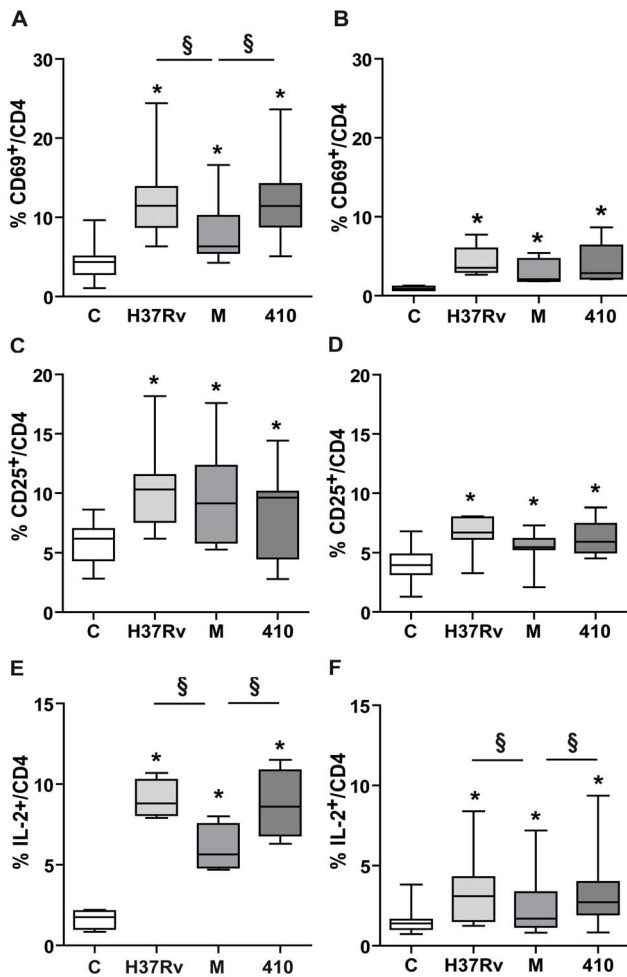 A
§ §
% CD69⁺/CD4
30
20
10
0
* * *
C H37Rv M 410
B
% CD69⁺/CD4
30
20
10
0
* * *
C H37Rv M 410
C
% CD25⁺/CD4
20
15
10
5
0
* * *
C H37Rv M 410
D
% CD25⁺/CD4
20
15
10
5
0
* * *
C H37Rv M 410
E
§ §
% IL-2+/CD4
15
10
5
0
* * *
C H37Rv M 410
F
§ §
% IL-2⁺/CD4
15
10
5
0
* * *
C H37Rv M 410